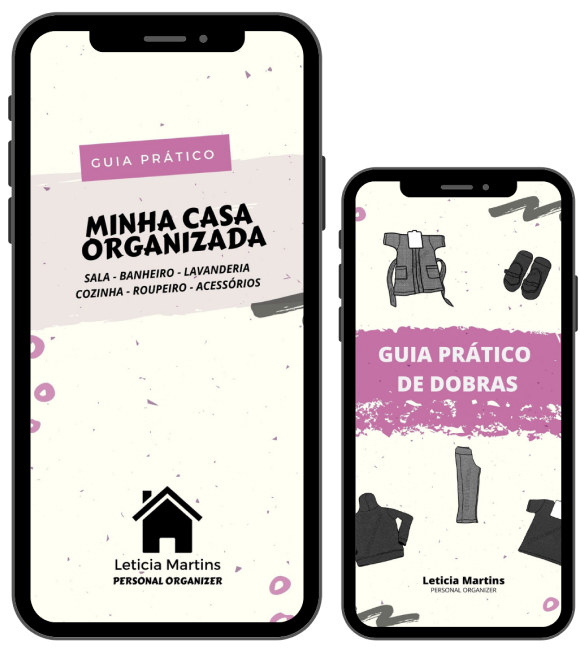 GUIA PRÁTICO
MINHA CASA
ORGANIZADA
SALA - BANHEIRO - LAVANDERIA
COZINHA - ROUPEIRO - ACESSÓRIOS
Leticia Martins
PERSONAL ORGANIZER
GUIA PRÁTICO
DE DOBRAS
Leticia Martins
PERSONAL ORGANIZER